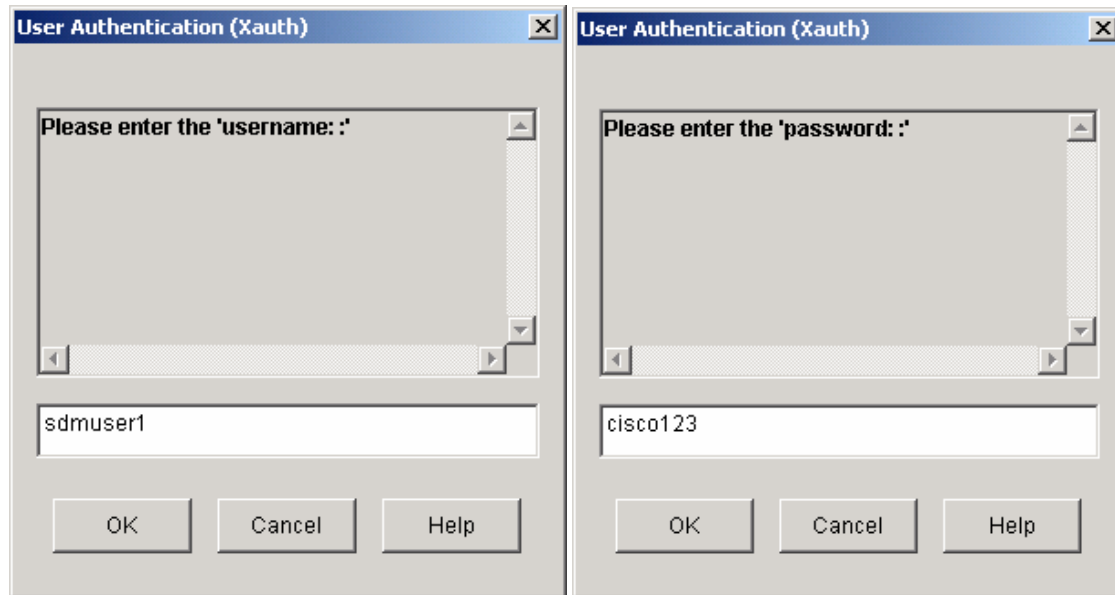 User Authentication (Xauth)
Please enter the 'username: :'
sdmuser1
OK
Cancel
Help
User Authentication (Xauth)
Please enter the 'password: :'
cisco123
OK
Cancel
Help